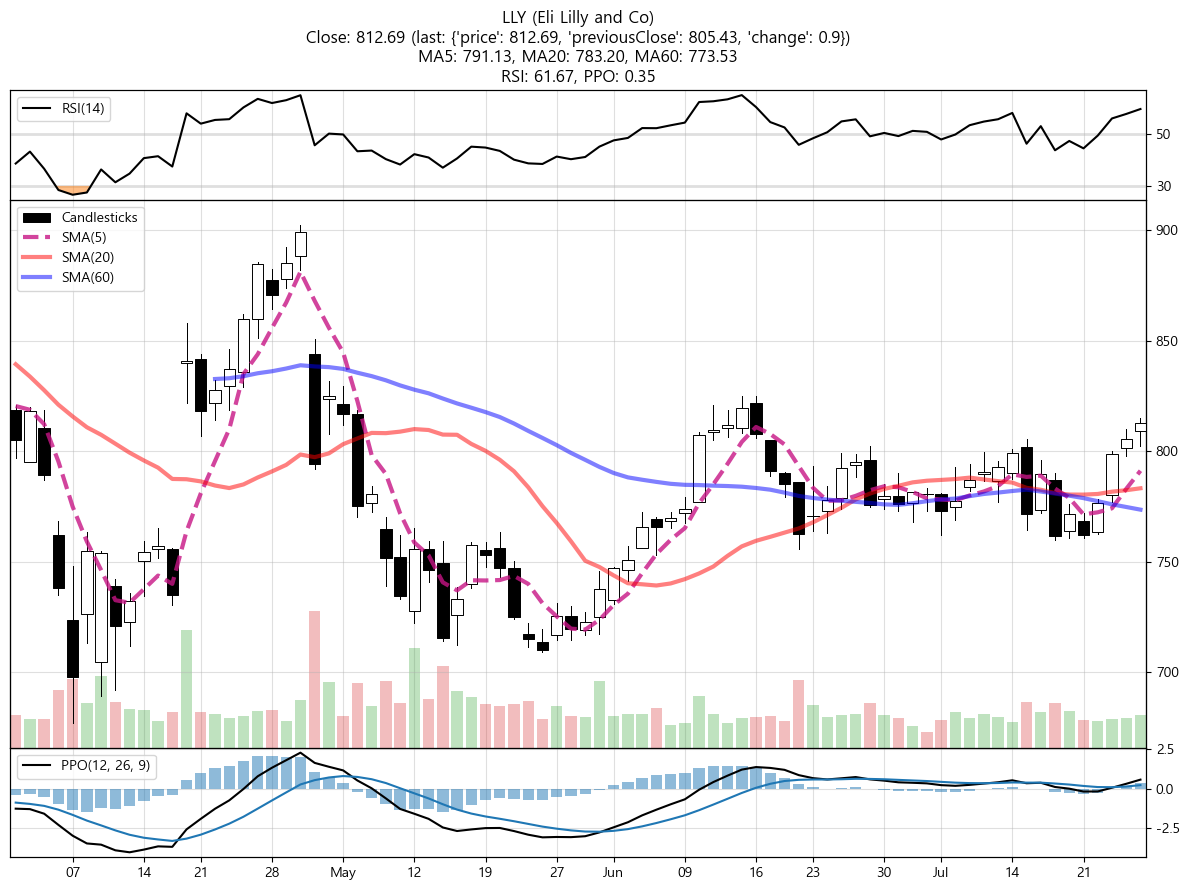 LLY (Eli Lilly and Co)
Close: 812.69 (last: {'price': 812.69, 'previousClose': 805.43, 'change': 0.9})
MA5: 791.13, MA20: 783.20, MA60: 773.53
RSI: 61.67, PPO: 0.35
RSI(14)
50
30
Candlesticks
SMA(5)
SMA(20)
SMA(60)
900
850
800
750
700
PPO(12, 26, 9)
2.5
0.0
-2.5
07 14 21 28 May 12 19 27 Jun 09 16 23 30 Jul 14 21